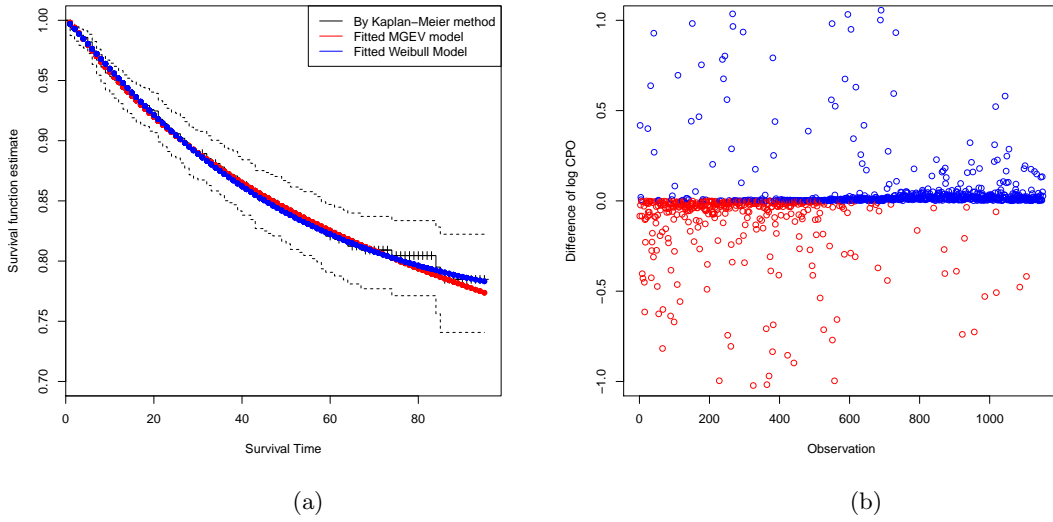 By Kaplan−Meier method
Fitted MGEV model
Fitted Weibull Model
Survival function estimate
1.00
0.95
0.90
0.85
0.80
0.75
0.70
0 20 40 60 80
Survival Time
(a)
Difference of log CPO
1.0
0.5
0.0
−0.5
−1.0
0 200 400 600 800 1000
Observation
(b)